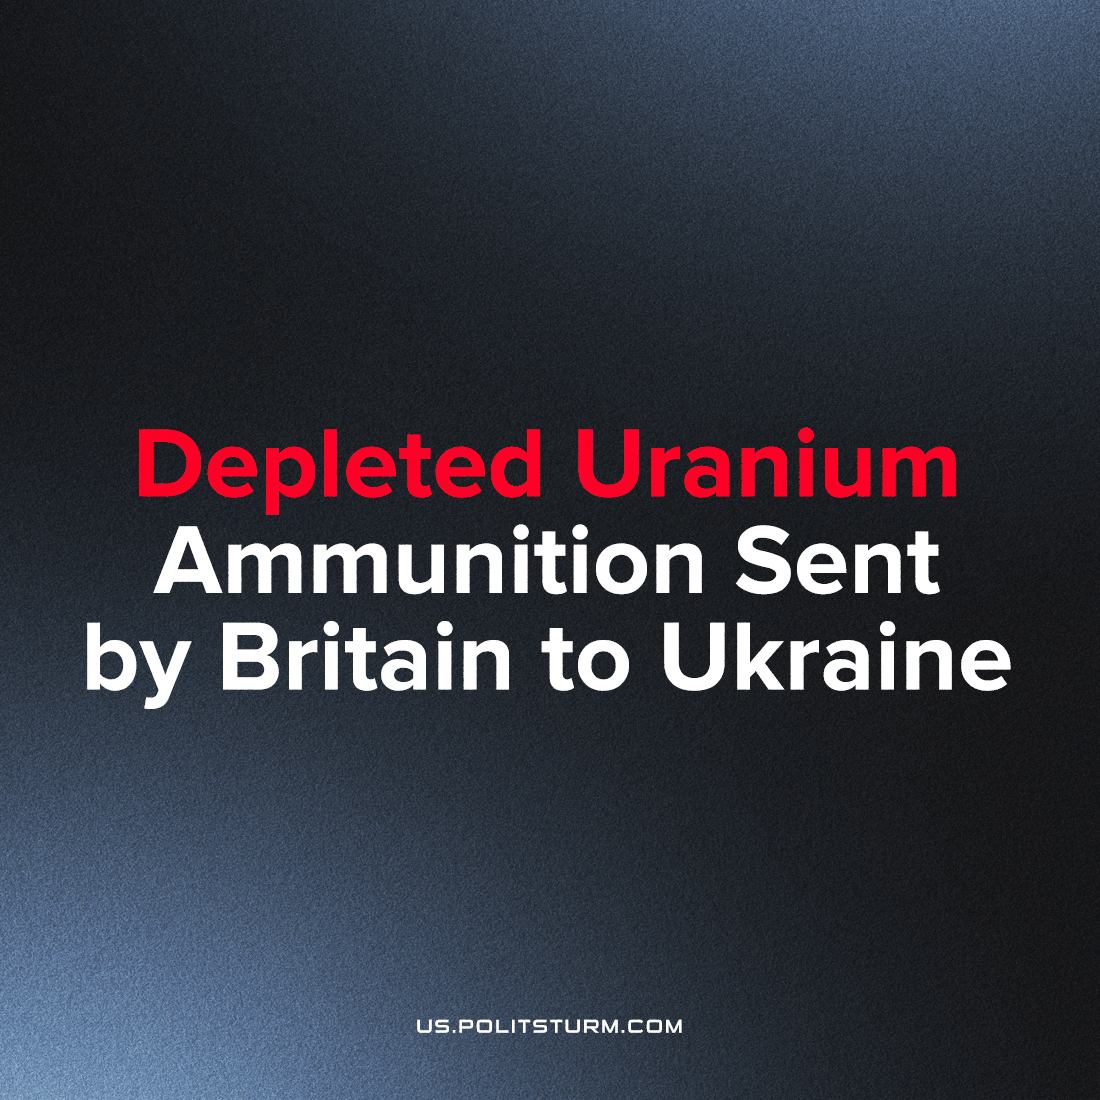 Depleted Uranium
Ammunition Sent
by Britain to Ukraine
US.POLITSTURM.COM